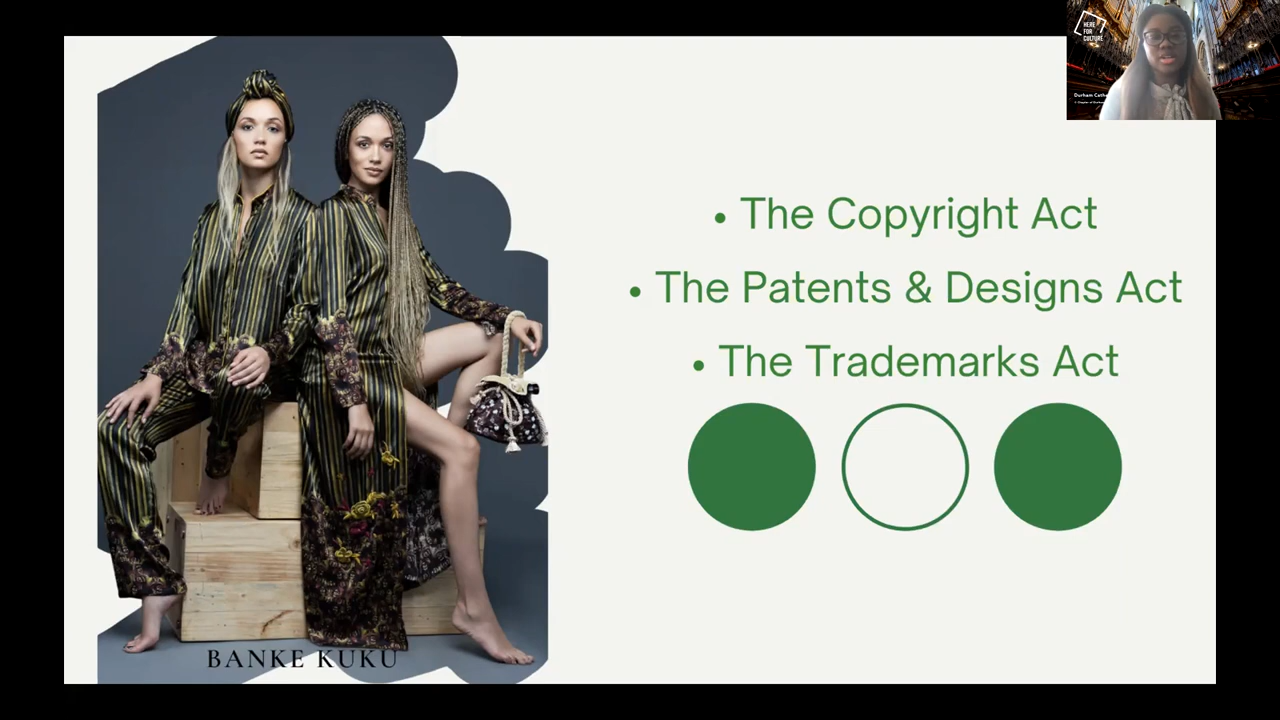 HERE
FOR
CULTURE
• The Copyright Act
• The Patents & Designs Act
• The Trademarks Act
BANKE KUKU